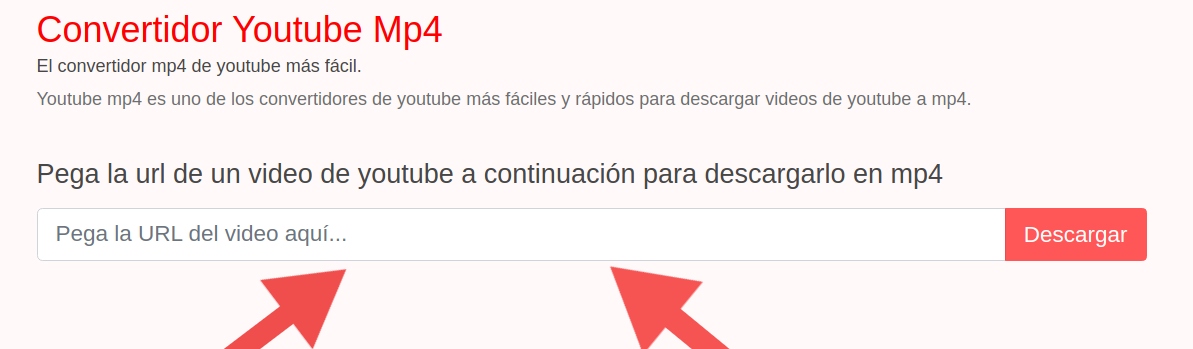 Convertidor Youtube Mp4
El convertidor mp4 de youtube más fácil.
Youtube mp4 es uno de los convertidores de youtube más fáciles y rápidos para descargar videos de youtube a mp4.
Pega la url de un video de youtube a continuación para descargarlo en mp4
Pega la URL del video aquí... Descargar